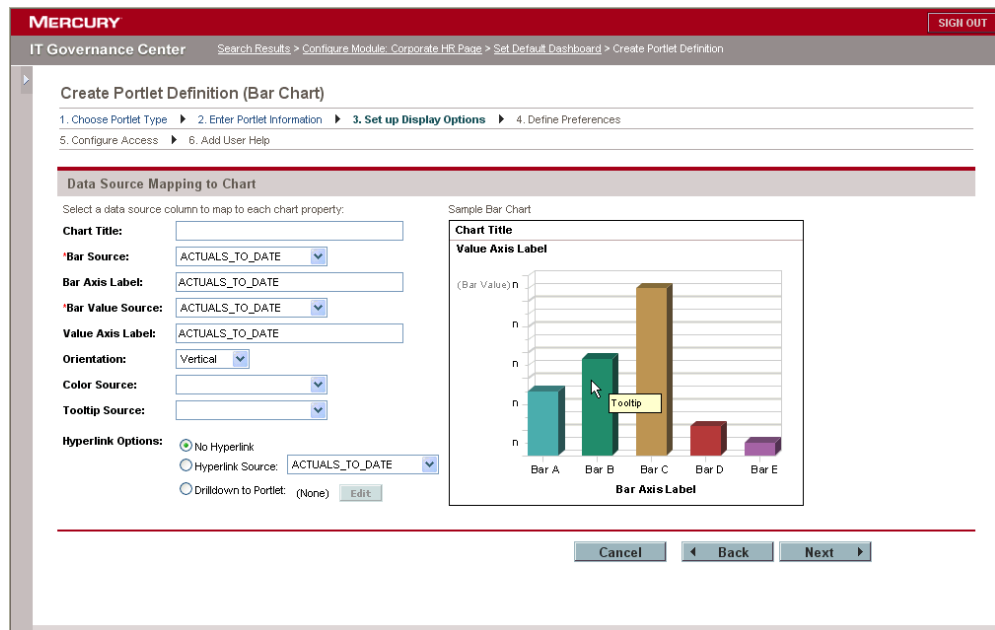 MERCURY
SIGN OUT
IT Governance Center
Search Results > Configure Module: Corporate HR Page > Set Default Dashboard > Create Portlet Definition
Create Portlet Definition (Bar Chart)
1. Choose Portlet Type 2. Enter Portlet Information 3. Set up Display Options 4. Define Preferences
5. Configure Access 6. Add User Help
Data Source Mapping to Chart
Select a data source column to map to each chart property:
Chart Title:
*Bar Source: ACTUALS_TO_DATE
Bar Axis Label: ACTUALS_TO_DATE
*Bar Value Source: ACTUALS_TO_DATE
Value Axis Label: ACTUALS_TO_DATE
Orientation: Vertical
Color Source:
Tooltip Source:
Hyperlink Options:
No Hyperlink
Hyperlink Source: ACTUALS_TO_DATE
Drilldown to Portlet: (None) Edit
Sample Bar Chart
Chart Title
Value Axis Label
(Bar Value) n
n
n
n
n
Tooltip
Bar A Bar B Bar C Bar D Bar E
Bar Axis Label
Cancel Back Next